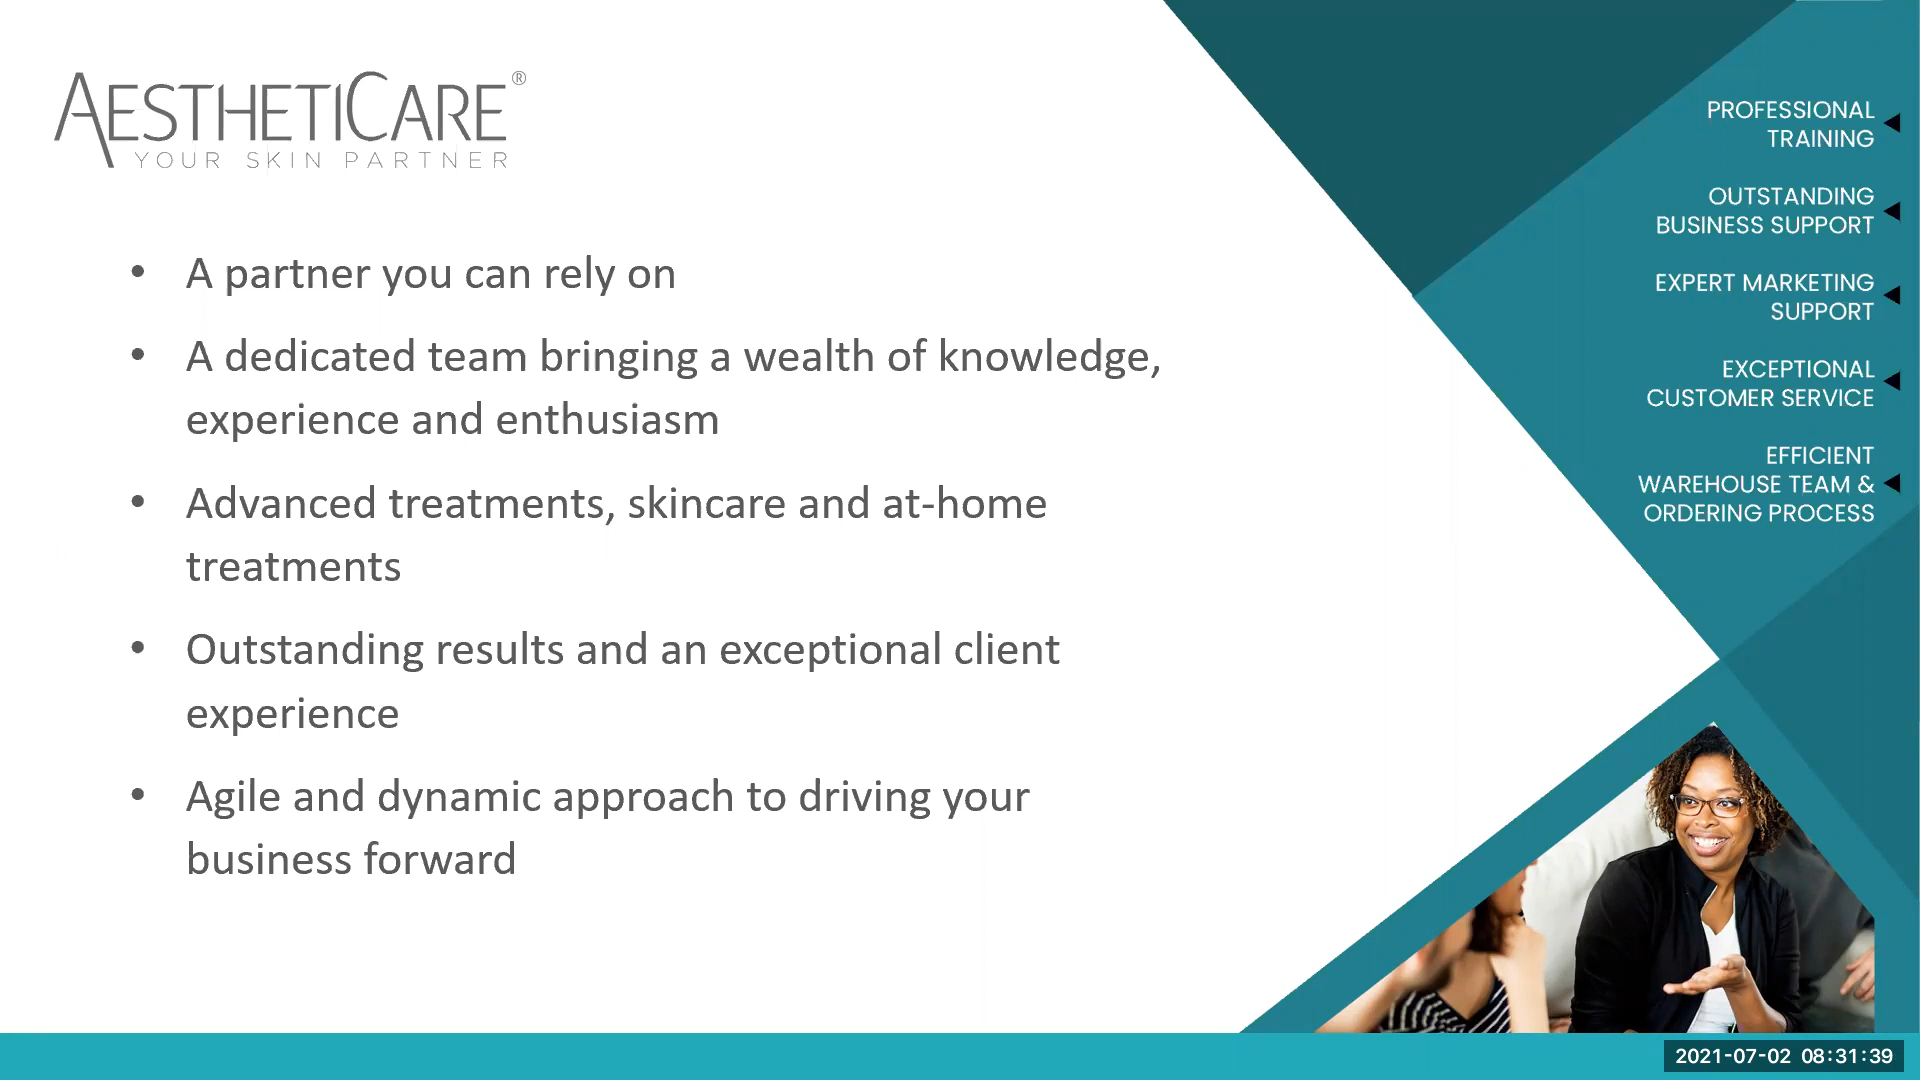 AESTHETICARE®
YOUR SKIN PARTNER
• A partner you can rely on
• A dedicated team bringing a wealth of knowledge,
experience and enthusiasm
• Advanced treatments, skincare and at-home
treatments
• Outstanding results and an exceptional client
experience
• Agile and dynamic approach to driving your
business forward
PROFESSIONAL
TRAINING
OUTSTANDING
BUSINESS SUPPORT
EXPERT MARKETING
SUPPORT
EXCEPTIONAL
CUSTOMER SERVICE
EFFICIENT
WAREHOUSE TEAM &
ORDERING PROCESS
2021-07-02 08:31:39